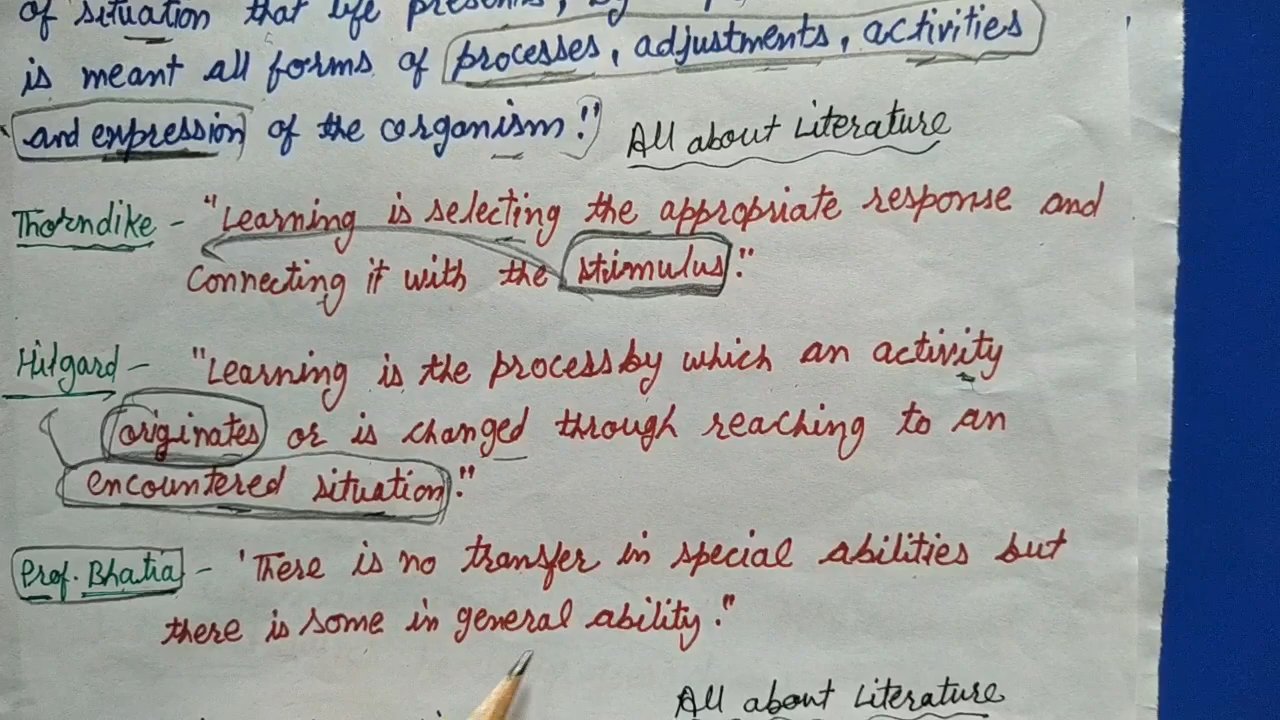 of situation that life presents, by
is meant all forms of processes, adjustments, activities
and expression of the organism."
All about Literature
Thorndike - "Learning is selecting the appropriate response and
Connecting it with the stimulus."
Hilgard - "Learning is the process by which an activity
originates or is changed through reaching to an
encountered situation."
Prof. Bhatia - 'There is no transfer in special abilities but
there is some in general ability."
All about Literature